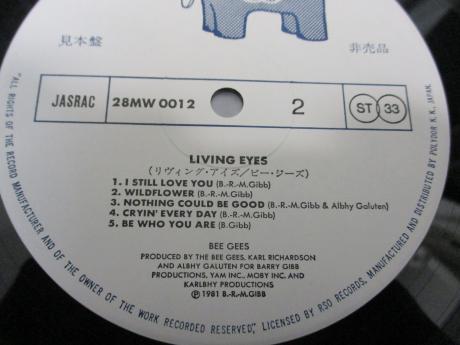 見本盤
非売品
JASRAC
28MW 0012
2
ST 33
LIVING EYES
(リヴィング・アイズ/ビー・ジーズ)
1. I STILL LOVE YOU (B.-R.-M.Gibb)
2. WILDFLOWER (B.-R.-M.Gibb)
3. NOTHING COULD BE GOOD (B.-R.-M.Gibb & Albhy Galuten)
4. CRYIN' EVERY DAY (B.-R.-M.Gibb)
5. BE WHO YOU ARE (B.Gibb)
BEE GEES
PRODUCED BY THE BEE GEES, KARL RICHARDSON
AND ALBHY GALUTEN FOR BARRY GIBB
PRODUCTIONS, YAM INC., MOBY INC. AND
KARLBHY PRODUCTIONS
Ⓟ 1981 B.-R.-M.GIBB
"ALL RIGHTS OF THE RECORD MANUFACTURER AND OF THE OWNER OF THE WORK RECORDED RESERVED", LICENSED BY RSO RECORDS, MANUFACTURED AND DISTRIBUTED BY POLYDOR K.K., JAPAN.